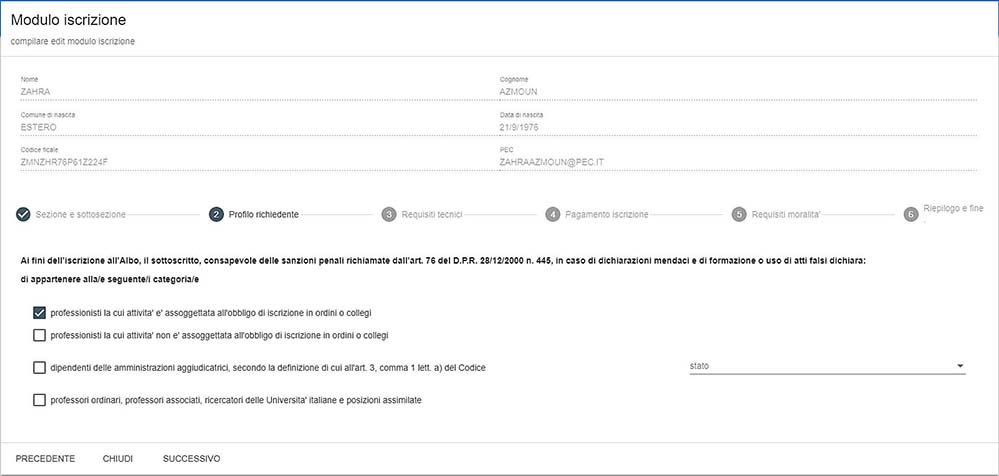 Modulo iscrizione
compilare edit modulo iscrizione
Nome
Cognome
ZAHRA
AZMOUN
Comune di nascita
Data di nascita
ESTERO
21/9/1976
Codice ficale
PEC
ZMNZHR76P61Z224F
ZAHRAAZMOUN@PEC.IT
Sezione e sottosezione
2 Profilo richiedente
3 Requisiti tecnici
4 Pagamento iscrizione
5 Requisiti moralita'
6 Riepilogo e fine
.
Ai fini dell'iscrizione all'Albo, il sottoscritto, consapevole delle sanzioni penali richiamate dall'art. 76 del D.P.R. 28/12/2000 n. 445, in caso di dichiarazioni mendaci e di formazione o uso di atti falsi dichiara:
di appartenere alla/e seguente/i categoria/e
professionisti la cui attivita' e' assoggettata all'obbligo di iscrizione in ordini o collegi
professionisti la cui attivita' non e' assoggettata all'obbligo di iscrizione in ordini o collegi
dipendenti delle amministrazioni aggiudicatrici, secondo la definizione di cui all'art. 3, comma 1 lett. a) del Codice
stato
professori ordinari, professori associati, ricercatori delle Universita' italiane e posizioni assimilate
PRECEDENTE CHIUDI SUCCESSIVO